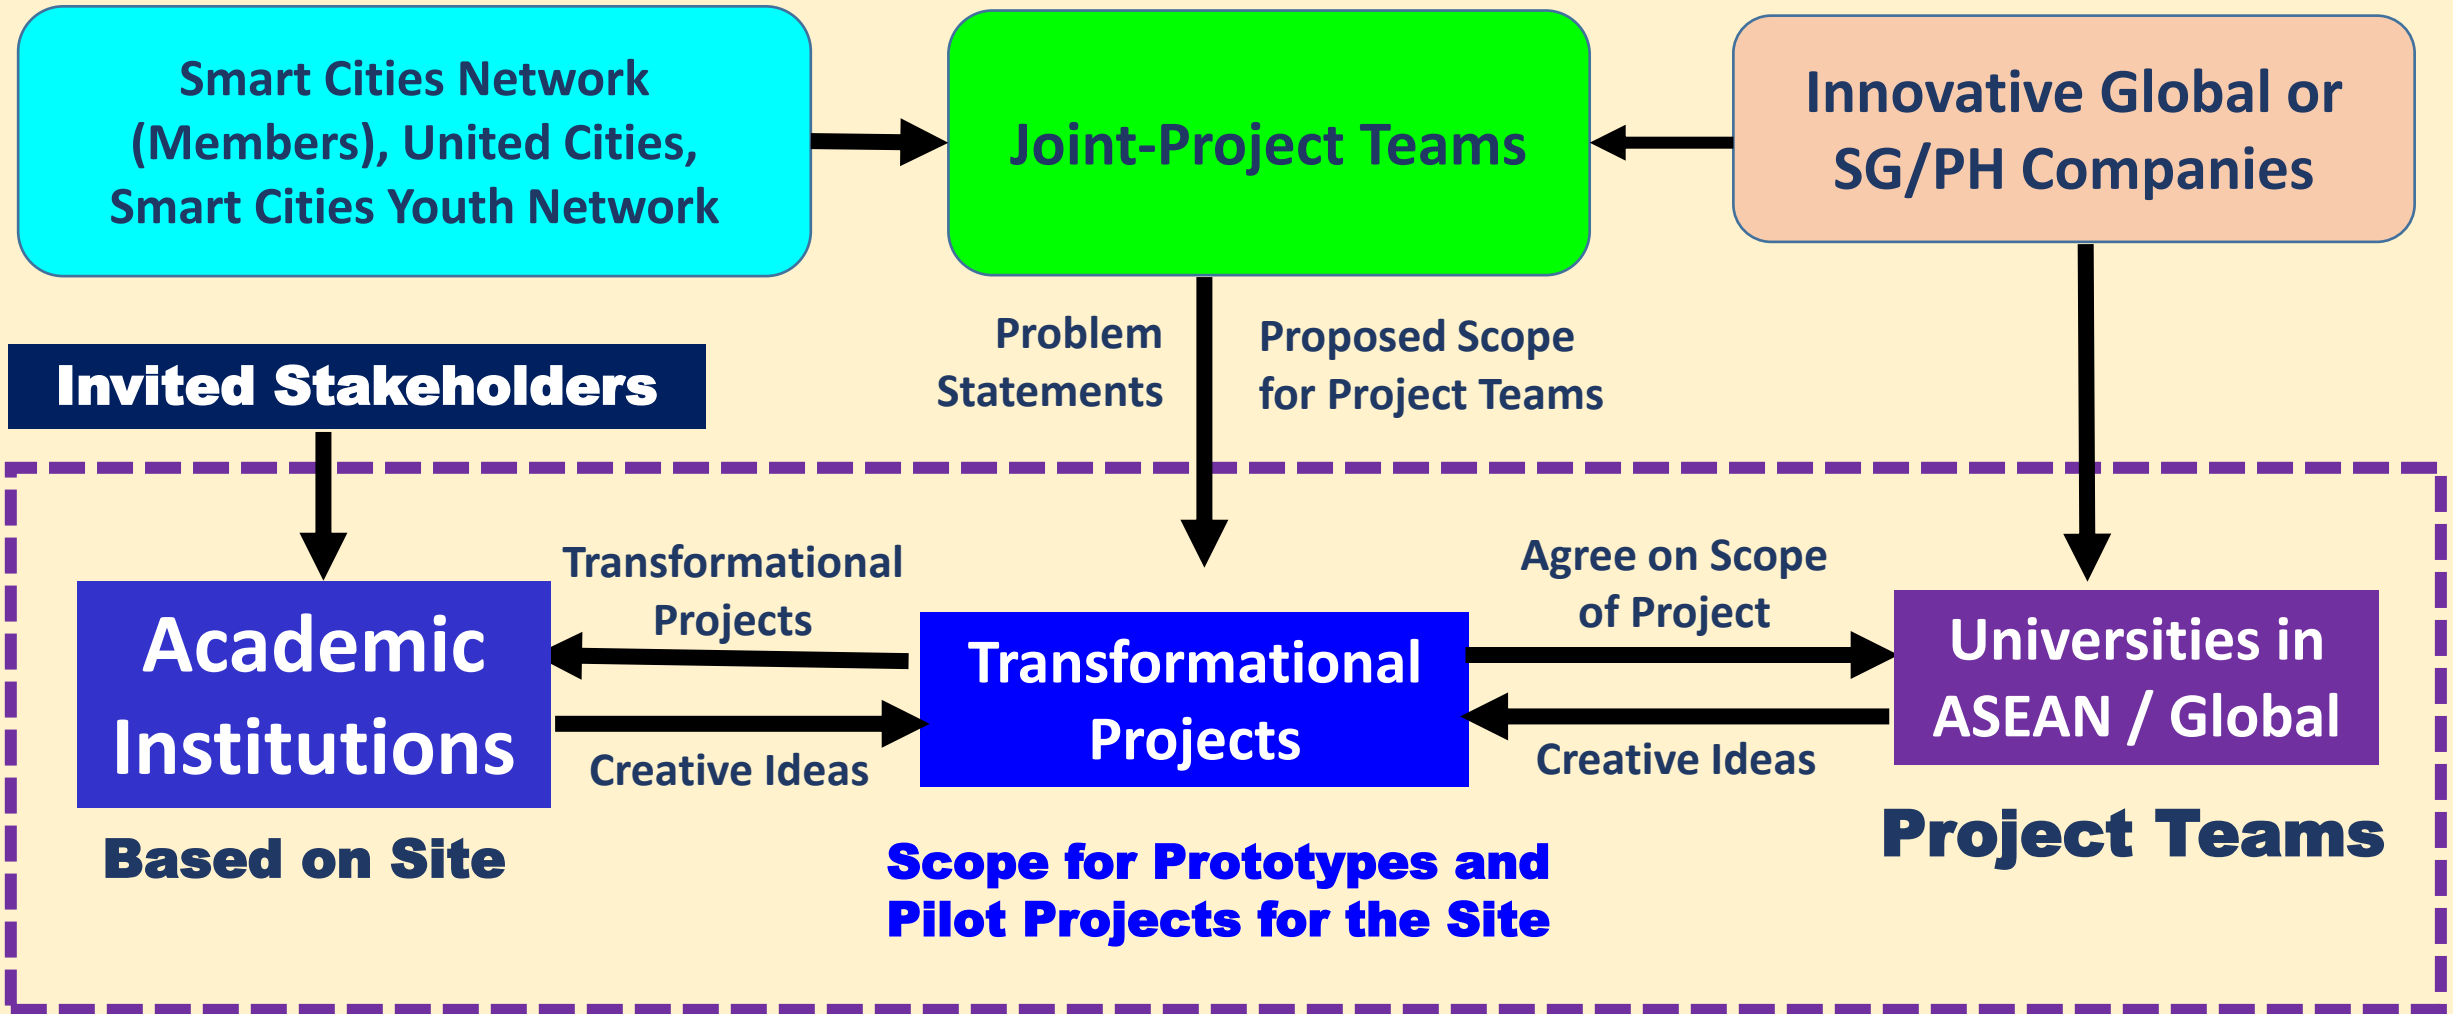 Smart Cities Network
(Members), United Cities,
Smart Cities Youth Network
Joint-Project Teams
Innovative Global or
SG/PH Companies
Problem
Statements
Proposed Scope
for Project Teams
Invited Stakeholders
Academic
Institutions
Based on Site
Transformational
Projects
Creative Ideas
Transformational
Projects
Scope for Prototypes and
Pilot Projects for the Site
Agree on Scope
of Project
Creative Ideas
Universities in
ASEAN / Global
Project Teams